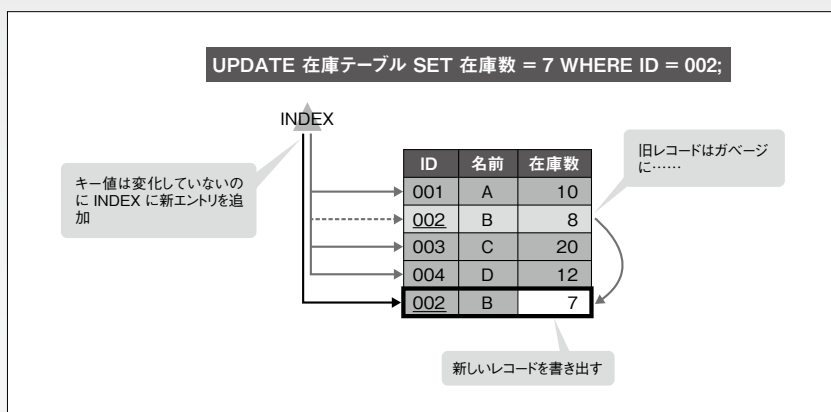 UPDATE 在庫テーブル SET 在庫数 = 7 WHERE ID = 002;
INDEX
キー値は変化していないの
に INDEX に新エントリを追
加
旧レコードはガベージ
に……
ID 名前 在庫数
001 A 10
002 B 8
003 C 20
004 D 12
002 B 7
新しいレコードを書き出す